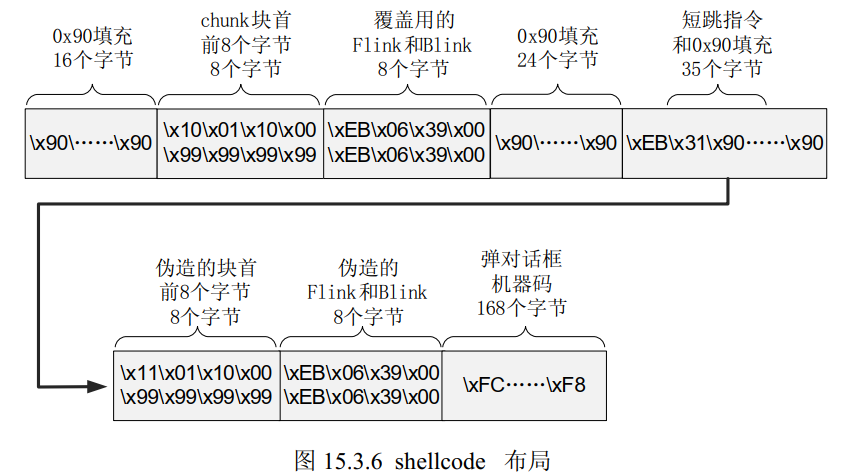 0x90填充
16个字节
chunk块首
前8个字节
8个字节
覆盖用的
Flink和Blink
8个字节
0x90填充
24个字节
短跳指令
和0x90填充
35个字节
\x90\……\x90
\x10\x01\x10\x00
\x99\x99\x99\x99
\xEB\x06\x39\x00
\xEB\x06\x39\x00
\x90\……\x90
\xEB\x31\x90……\x90
伪造的块首
前8个字节
8个字节
伪造的
Flink和Blink
8个字节
弹对话框
机器码
168个字节
\x11\x01\x10\x00
\x99\x99\x99\x99
\xEB\x06\x39\x00
\xEB\x06\x39\x00
\xFC……\xF8
图 15.3.6 shellcode 布局